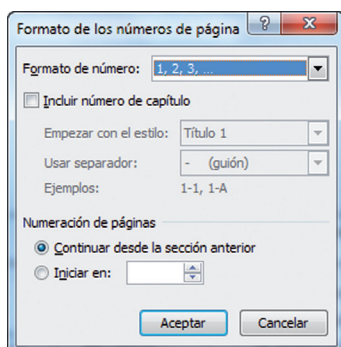 Formato de los números de página
Formato de número: 1, 2, 3, ...
Incluir número de capítulo
Empezar con el estilo: Título 1
Usar separador: - (guión)
Ejemplos: 1-1, 1-A
Numeración de páginas
Continuar desde la sección anterior
Iniciar en:
Aceptar Cancelar